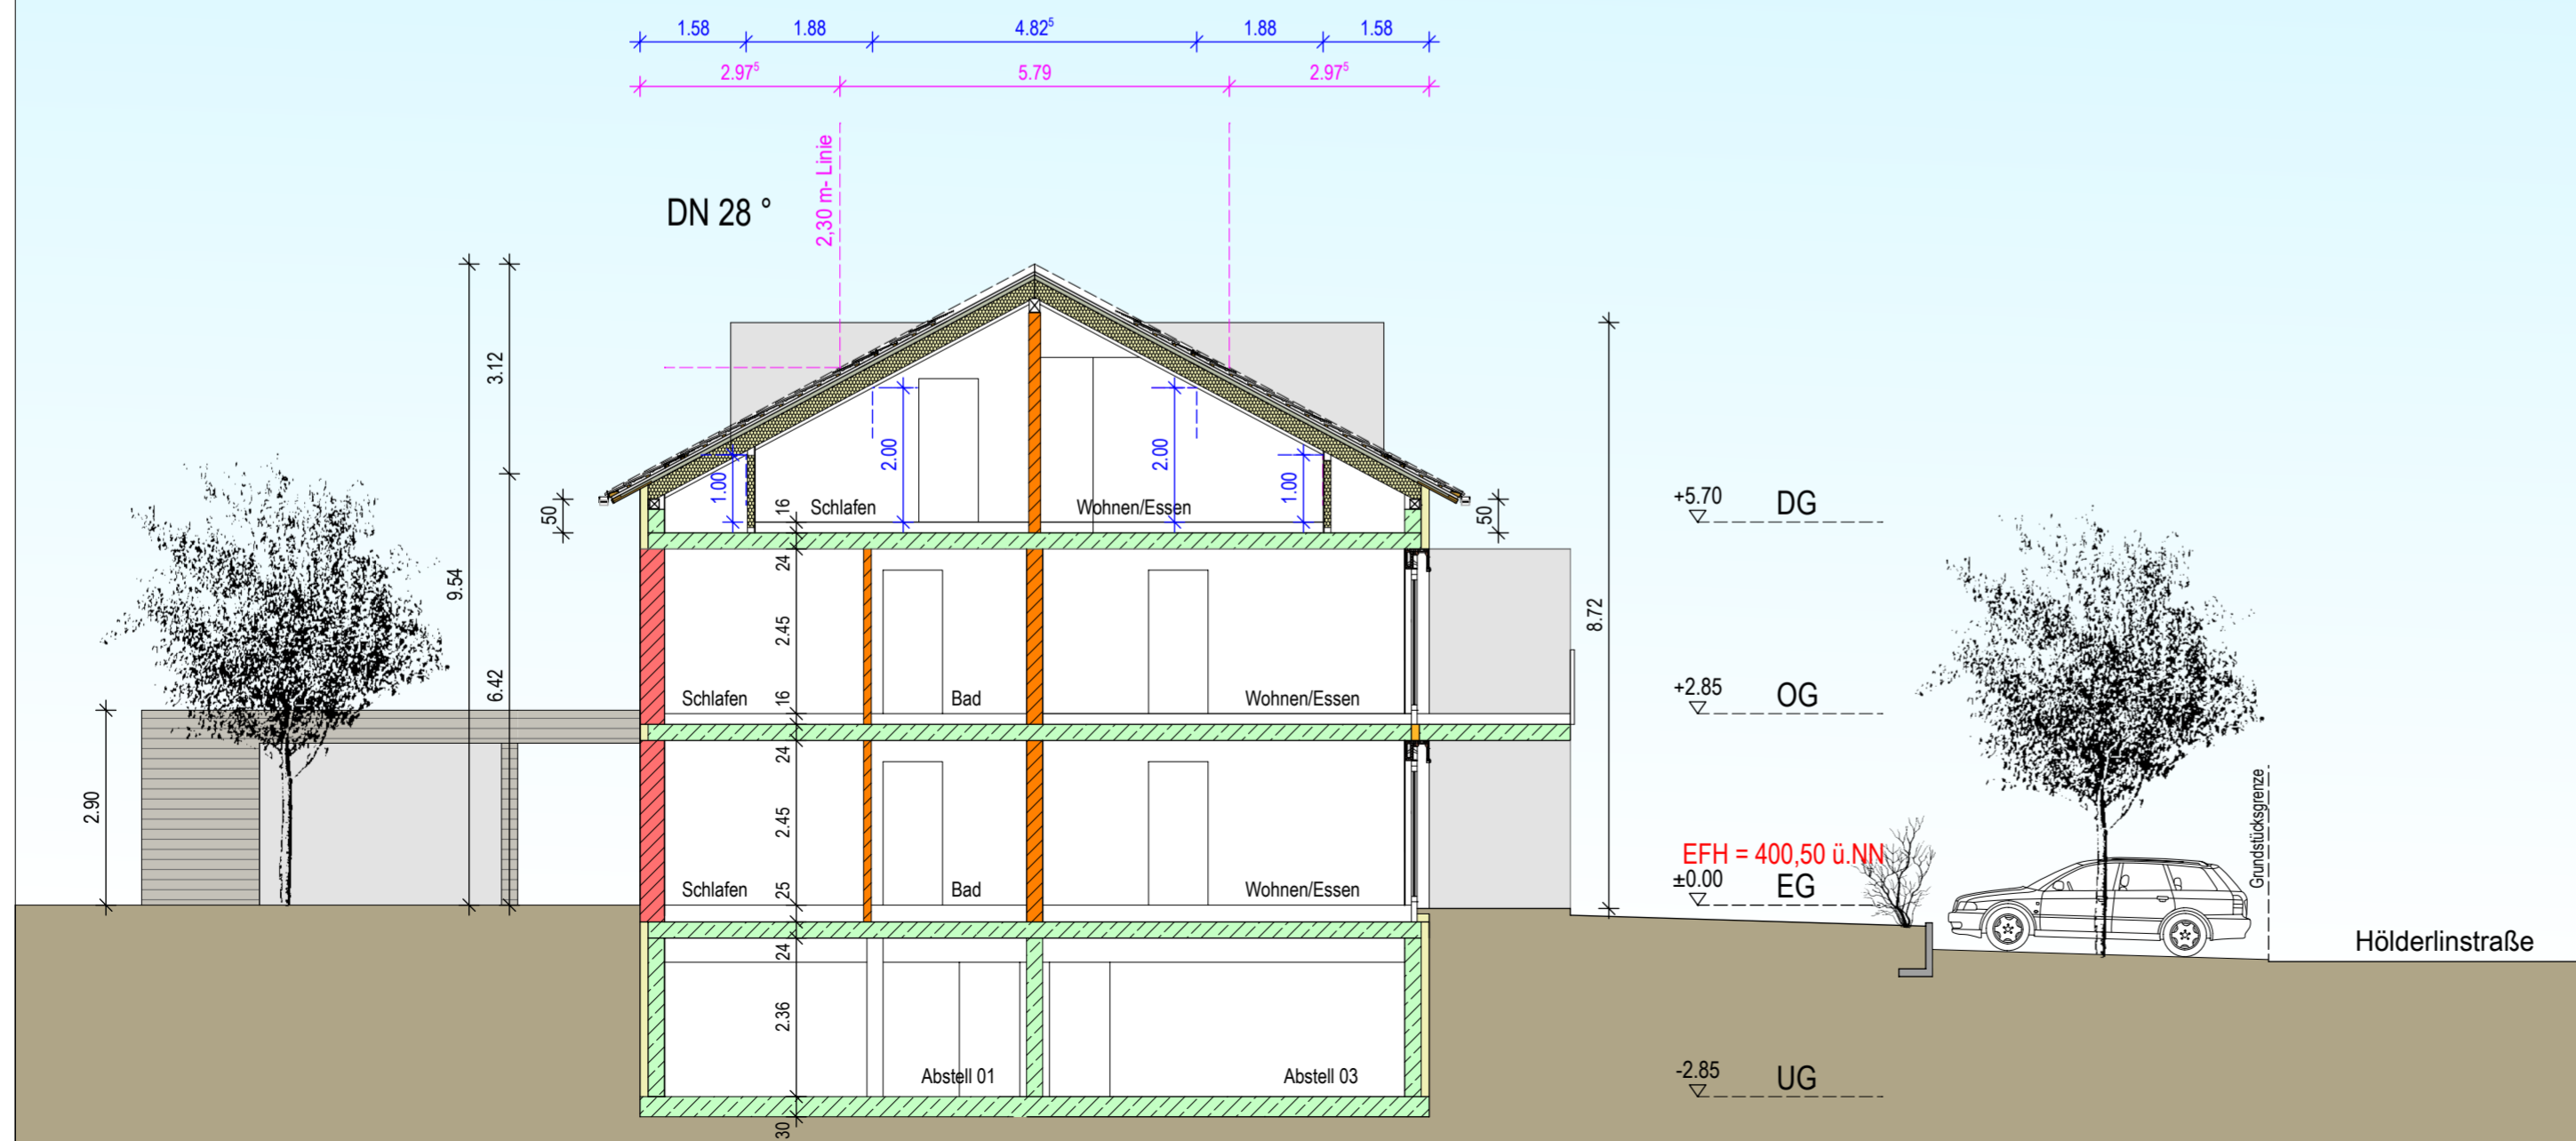 1.58 1.88 4.82⁵ 1.88 1.58
2.97⁵ 5.79 2.97⁵
2,30 m- Linie
DN 28 °
3.12
9.54
6.42
2.90
8.72
50
1.00
16
Schlafen
2.00
Wohnen/Essen
2.00
1.00
50
+5.70 DG
24
2.45
16
Schlafen
Bad
Wohnen/Essen
+2.85 OG
24
2.45
25
Schlafen
Bad
Wohnen/Essen
EFH = 400,50 ü.NN
±0.00 EG
Grundstücksgrenze
Hölderlinstraße
24
2.36
Abstell 01
Abstell 03
-2.85 UG
30